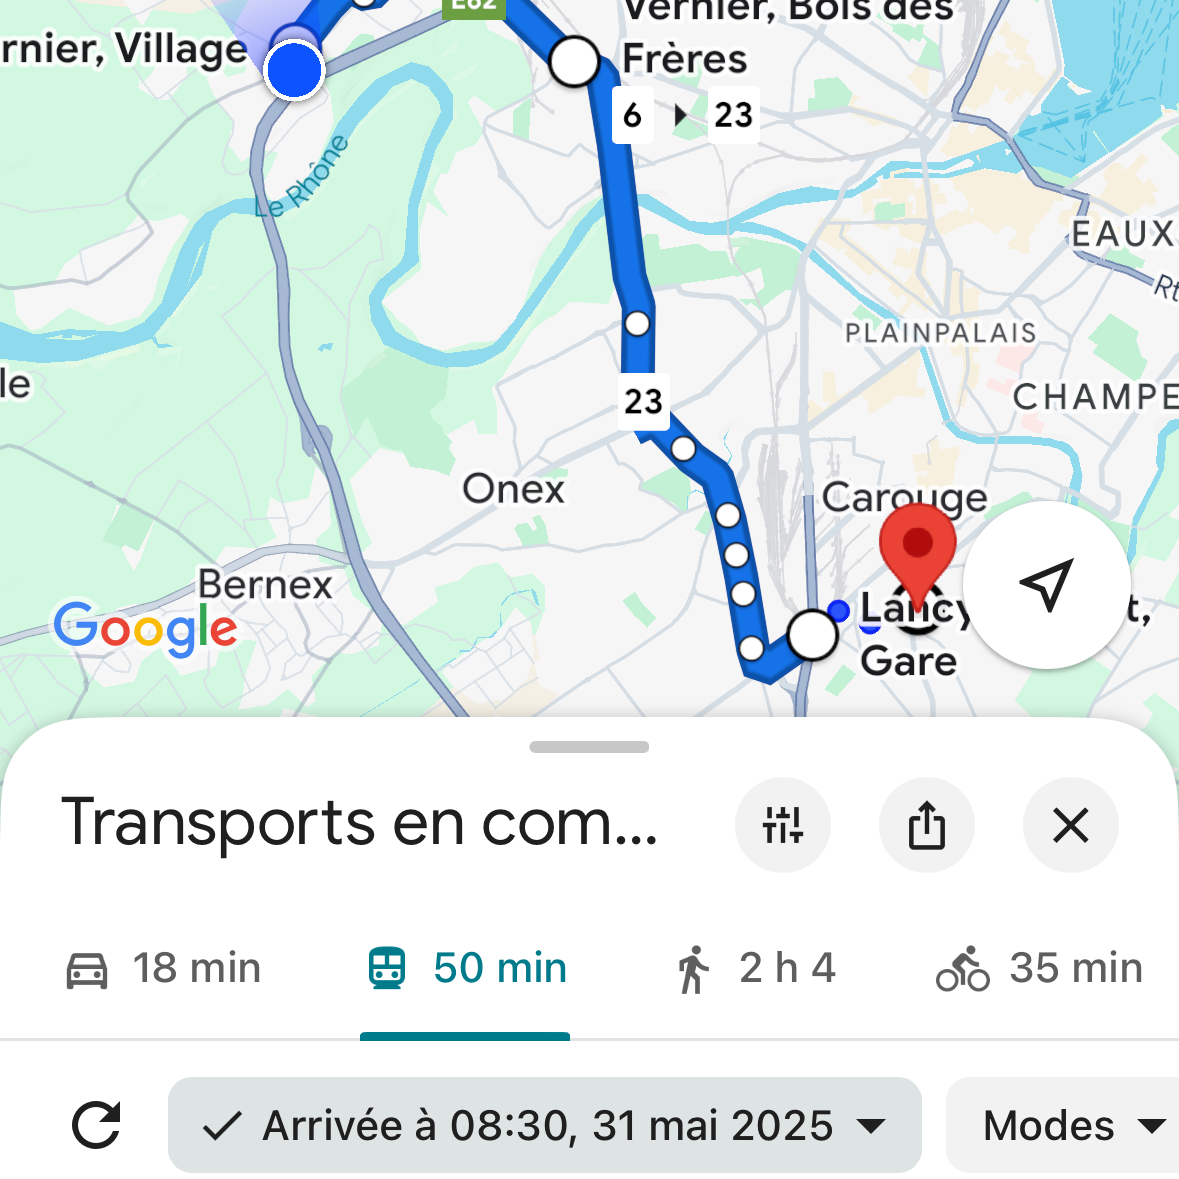 E62
Vernier, Bois des
Frères
rnier, Village
6 23
Le Rhône
EAUX
Rt
PLAINPALAIS
le
CHAMPE
23
Onex
Carouge
Bernex
Google
Lancy t,
Gare
Transports en com...
18 min
50 min
2 h 4
35 min
Arrivée à 08:30, 31 mai 2025
Modes